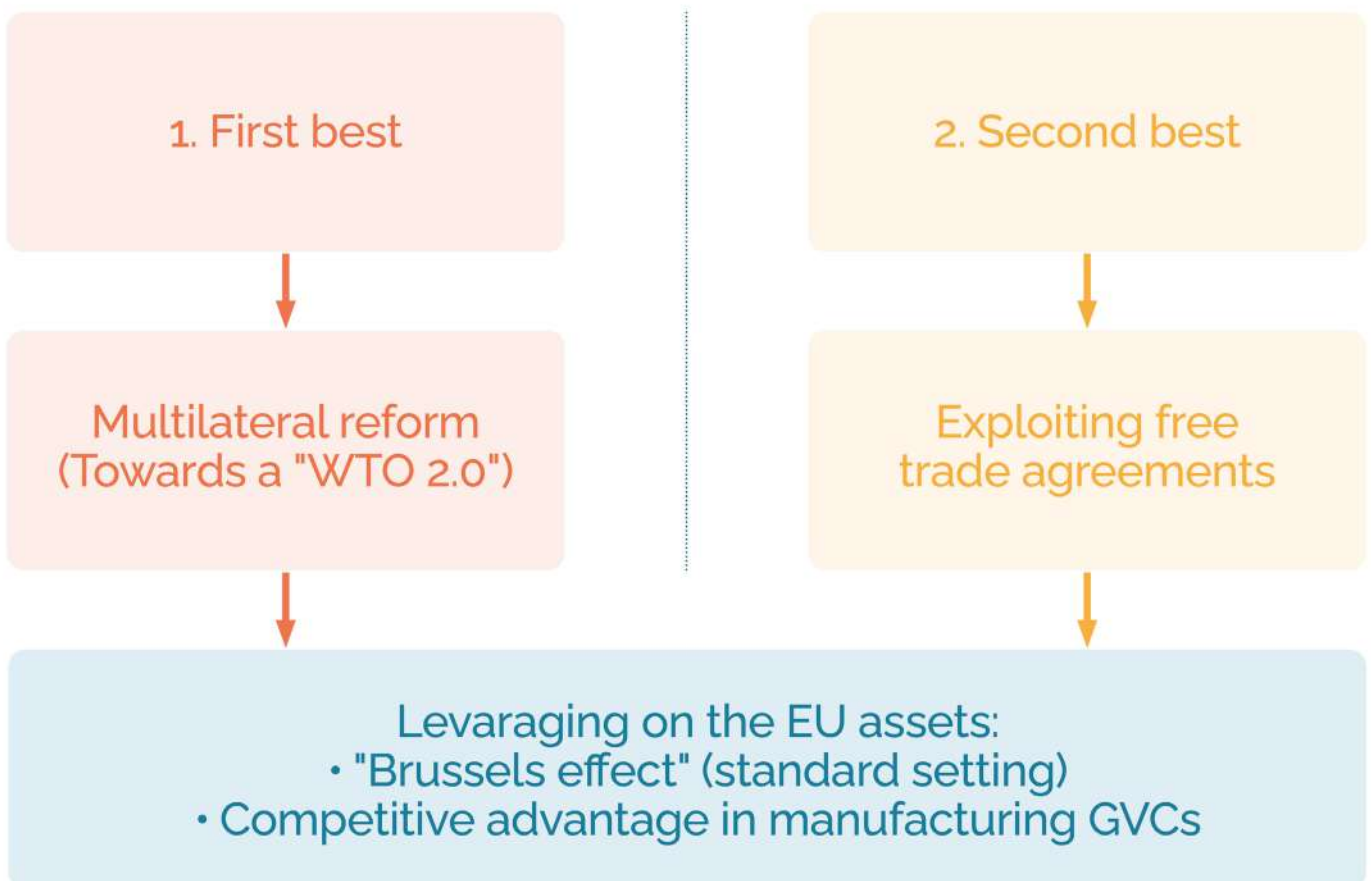 1. First best
2. Second best
Multilateral reform
(Towards a "WTO 2.0")
Exploiting free
trade agreements
Levaraging on the EU assets:
• "Brussels effect" (standard setting)
• Competitive advantage in manufacturing GVCs